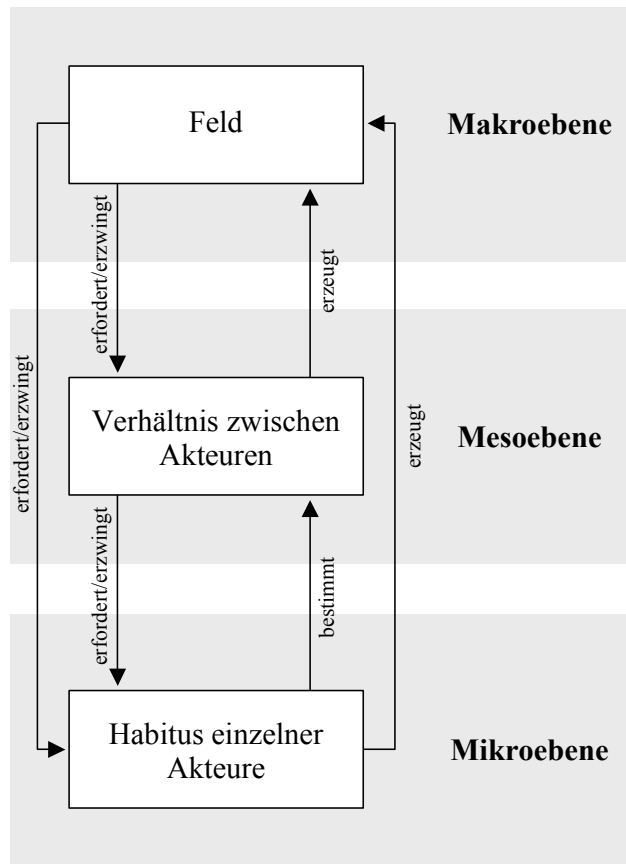 Feld
Makroebene
erfordert/erzwingt
erzeugt
erfordert/erzwingt
Verhältnis zwischen
Akteuren
Mesoebene
erzeugt
erfordert/erzwingt
bestimmt
Habitus einzelner
Akteure
Mikroebene